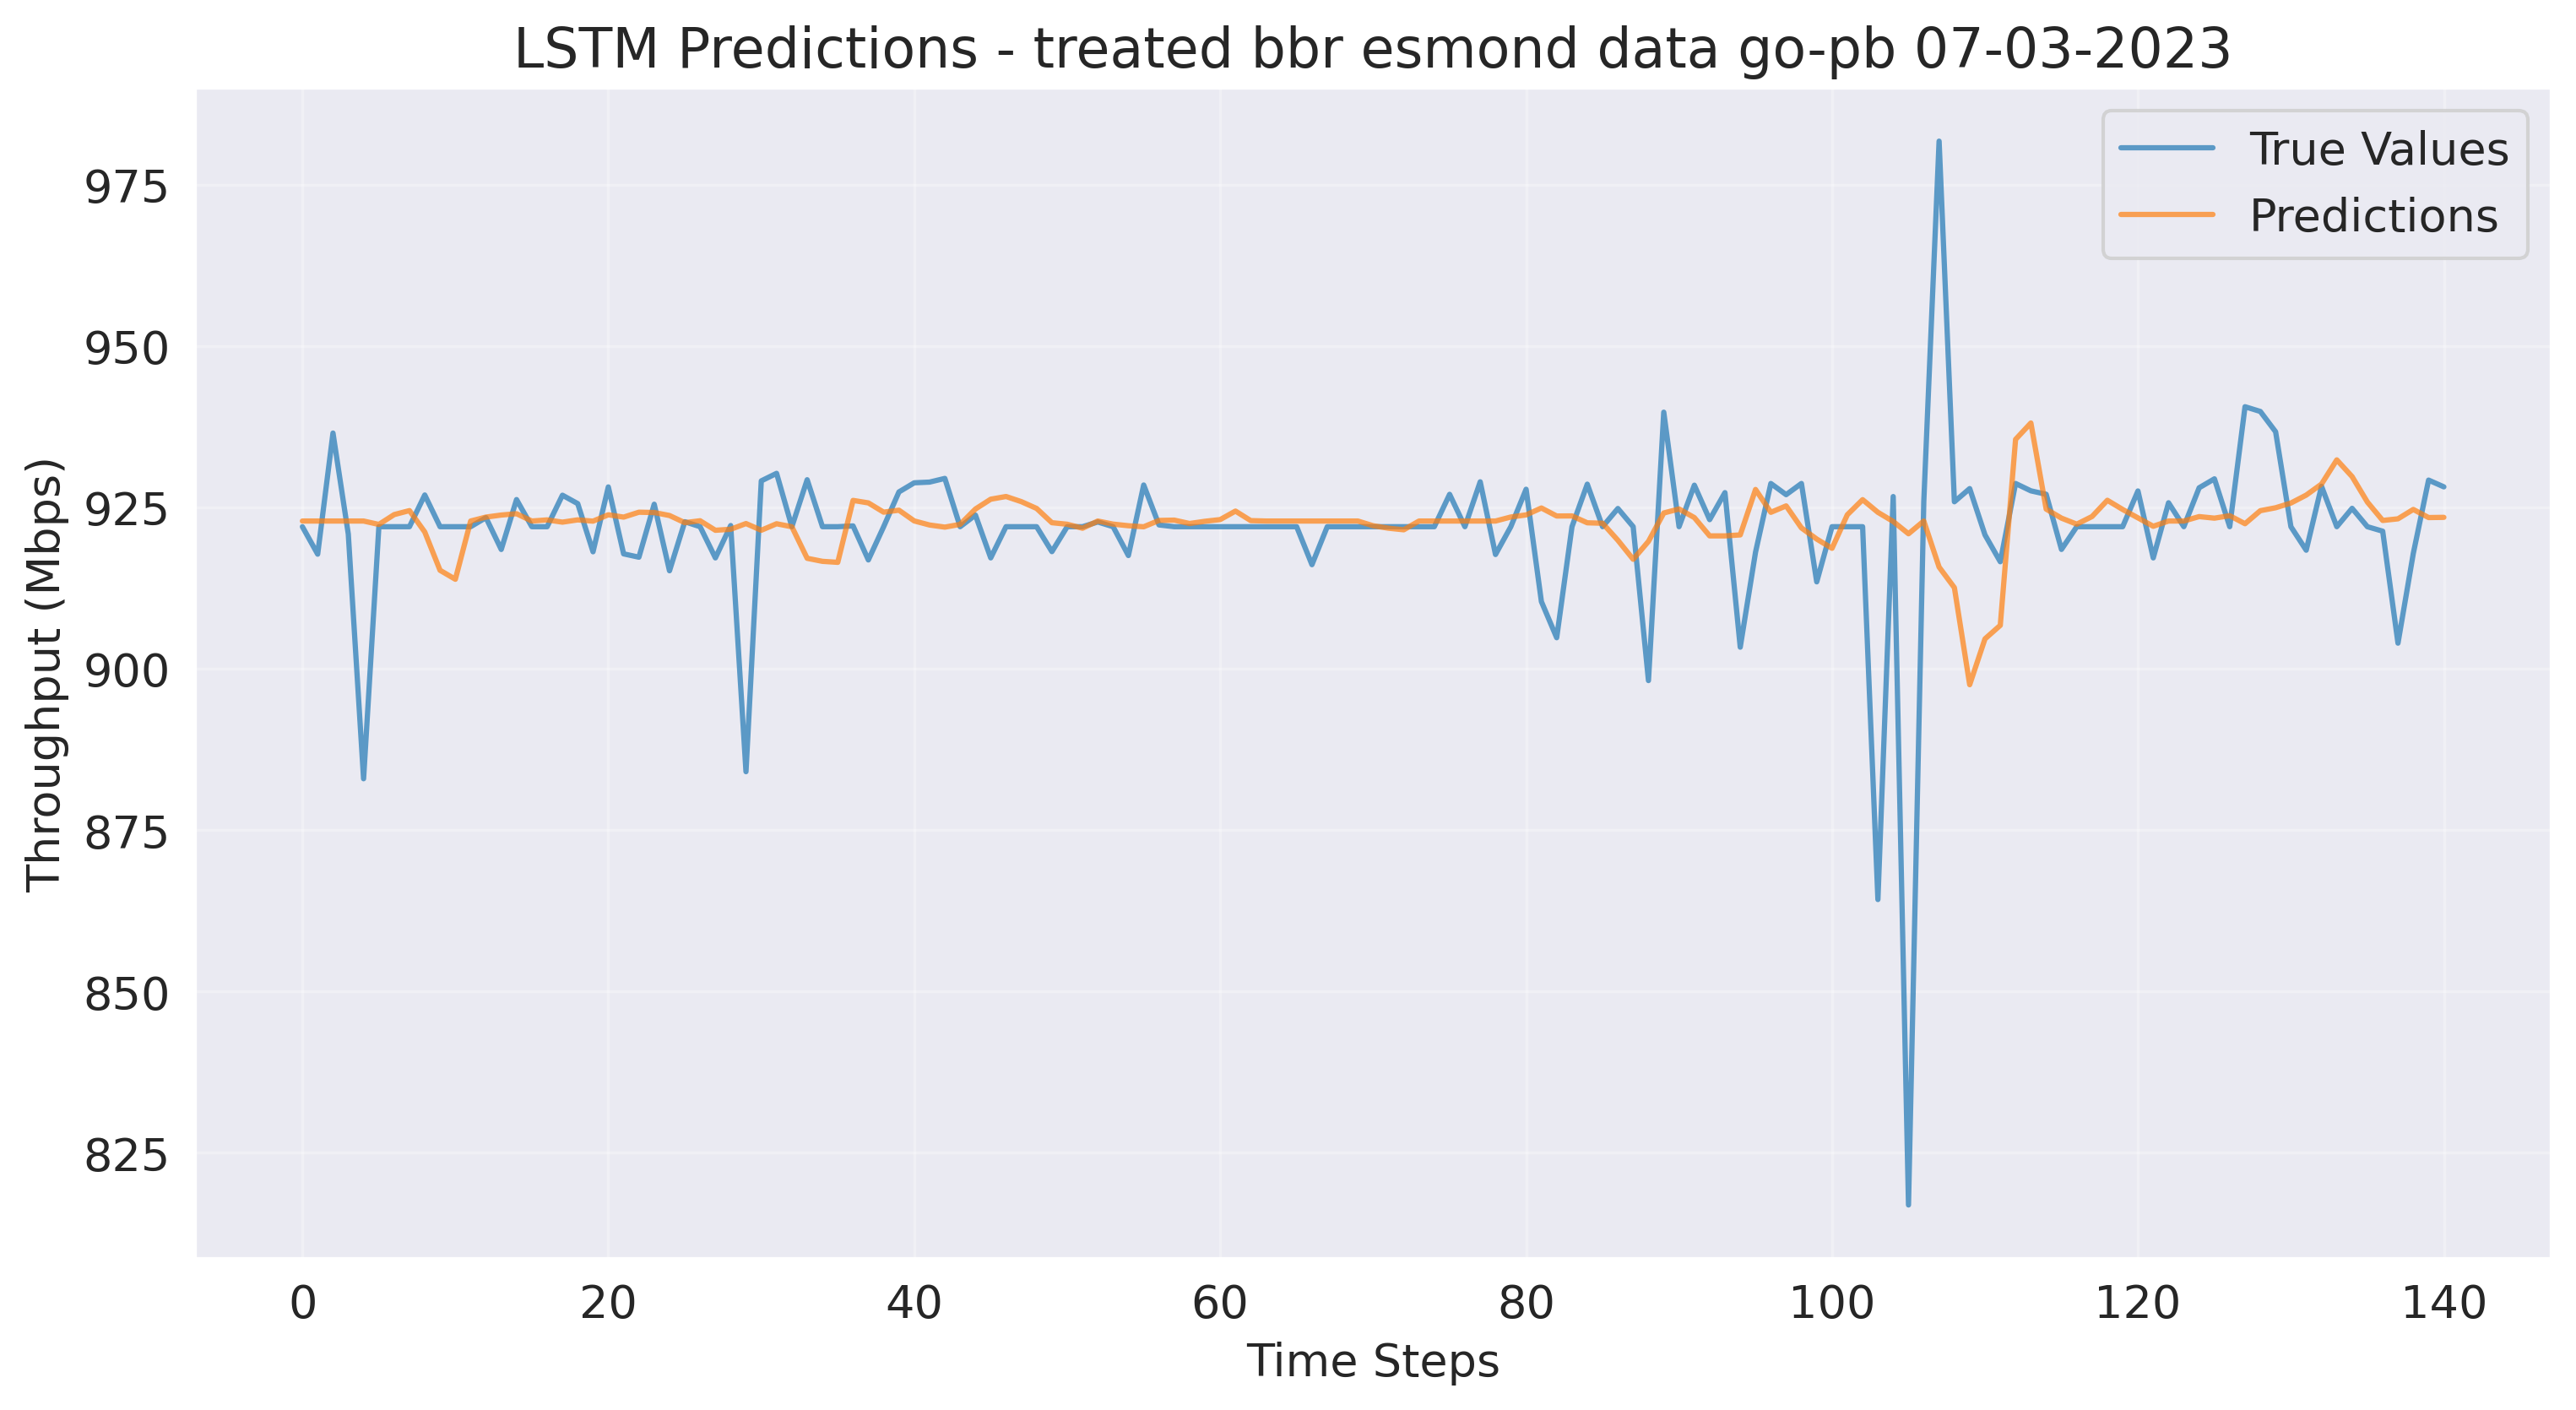 LSTM Predictions - treated bbr esmond data go-pb 07-03-2023
True Values
Predictions
Throughput (Mbps)
975
950
925
900
875
850
825
0 20 40 60 80 100 120 140
Time Steps